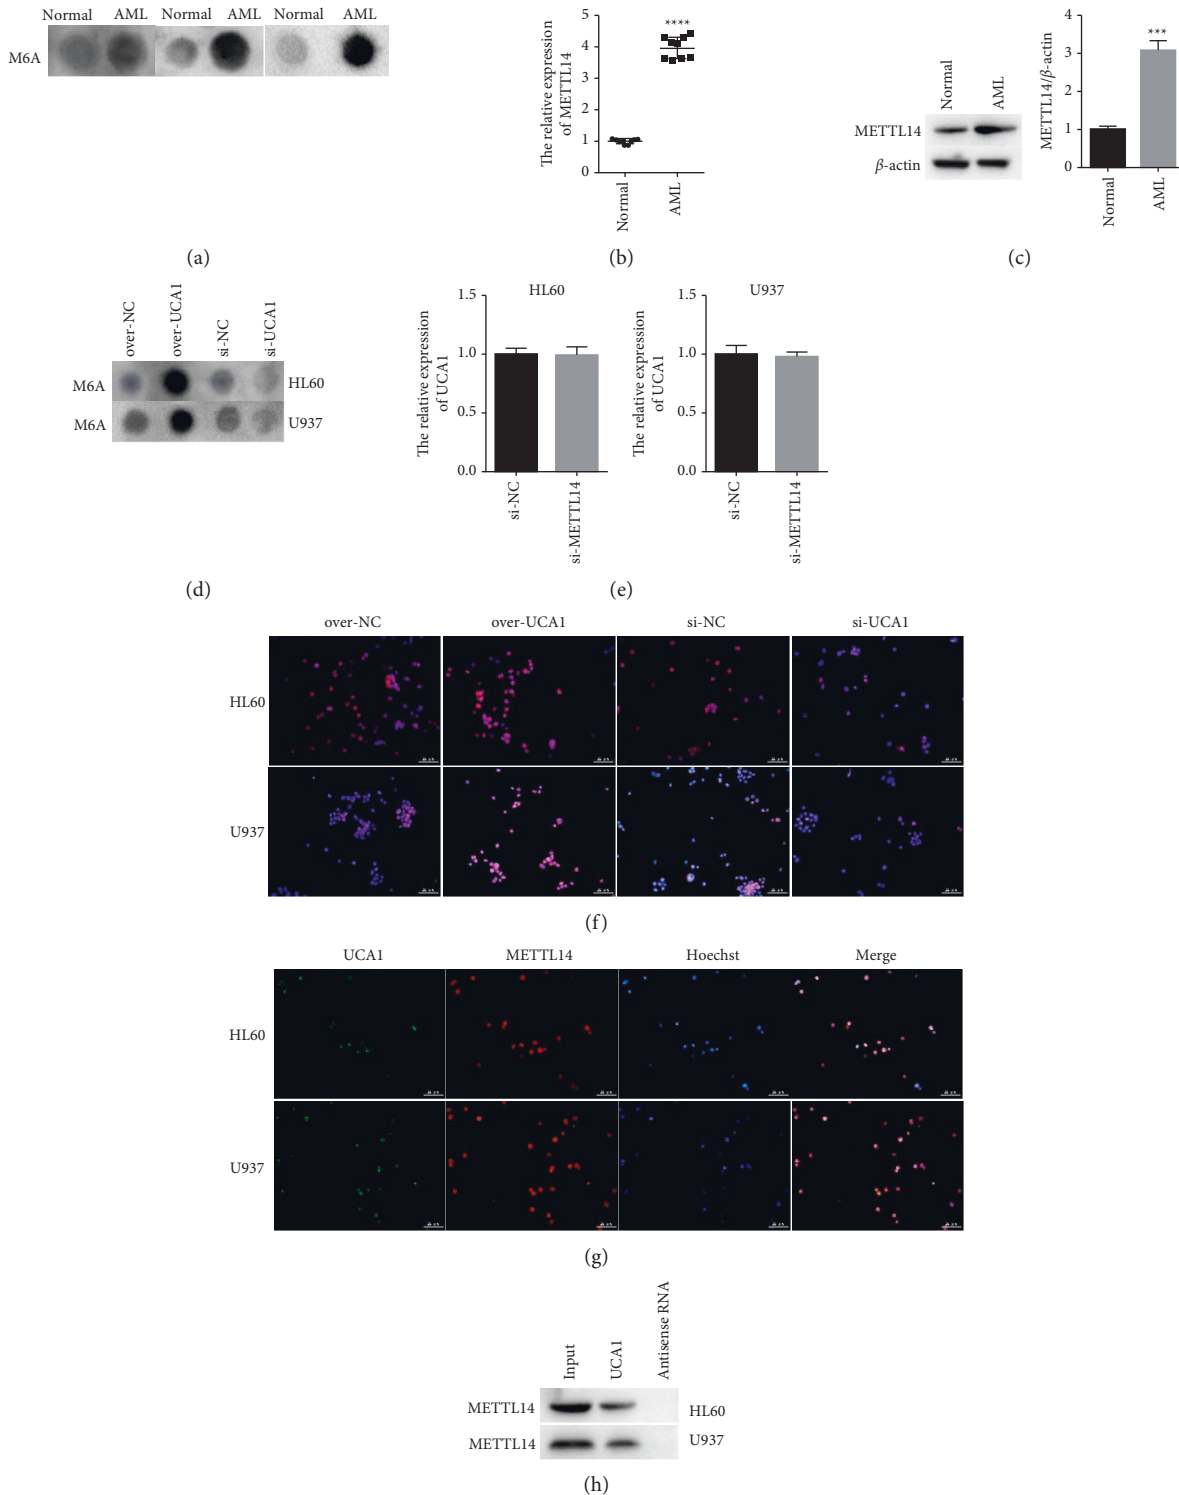 Normal AML Normal AML Normal AML
M6A
(a)
The relative expression
of METTL14
5
4
3
2
1
0
****
Normal
AML
(b)
Normal
AML
METTL14
β-actin
METTL14/β-actin
4
3
2
1
0
***
Normal
AML
(c)
over-NC
over-UCA1
si-NC
si-UCA1
M6A HL60
M6A U937
(d)
HL60
The relative expression
of UCA1
1.5
1.0
0.5
0.0
si-NC
si-METTL14
U937
The relative expression
of UCA1
1.5
1.0
0.5
0.0
si-NC
si-METTL14
(e)
over-NC over-UCA1 si-NC si-UCA1
HL60
U937
(f)
UCA1 METTL14 Hoechst Merge
HL60
U937
(g)
Input
UCA1
Antisense RNA
METTL14 HL60
METTL14 U937
(h)